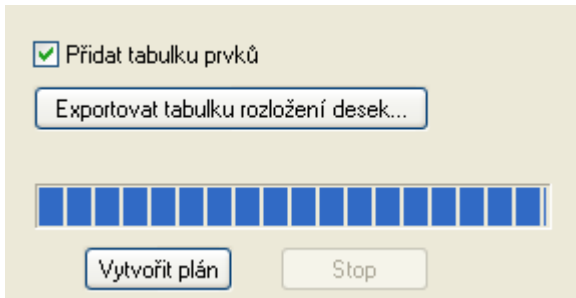 Přidat tabulku prvků
Exportovat tabulku rozložení desek...
Vytvořit plán
Stop